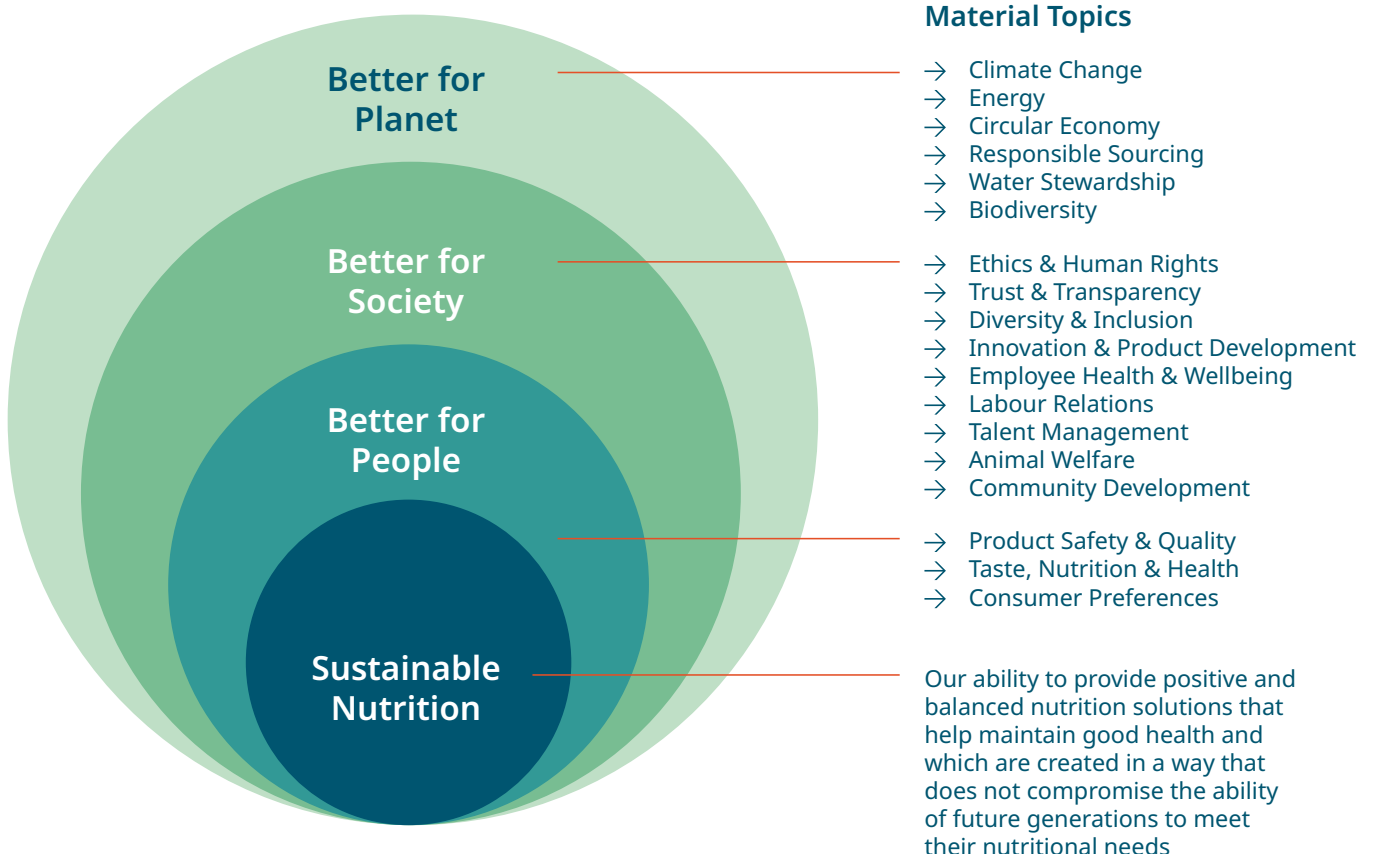 Material Topics
Better for
Planet
→ Climate Change
→ Energy
→ Circular Economy
→ Responsible Sourcing
→ Water Stewardship
→ Biodiversity
Better for
Society
→ Ethics & Human Rights
→ Trust & Transparency
→ Diversity & Inclusion
→ Innovation & Product Development
→ Employee Health & Wellbeing
→ Labour Relations
→ Talent Management
→ Animal Welfare
→ Community Development
Better for
People
→ Product Safety & Quality
→ Taste, Nutrition & Health
→ Consumer Preferences
Sustainable
Nutrition
Our ability to provide positive and
balanced nutrition solutions that
help maintain good health and
which are created in a way that
does not compromise the ability
of future generations to meet
their nutritional needs